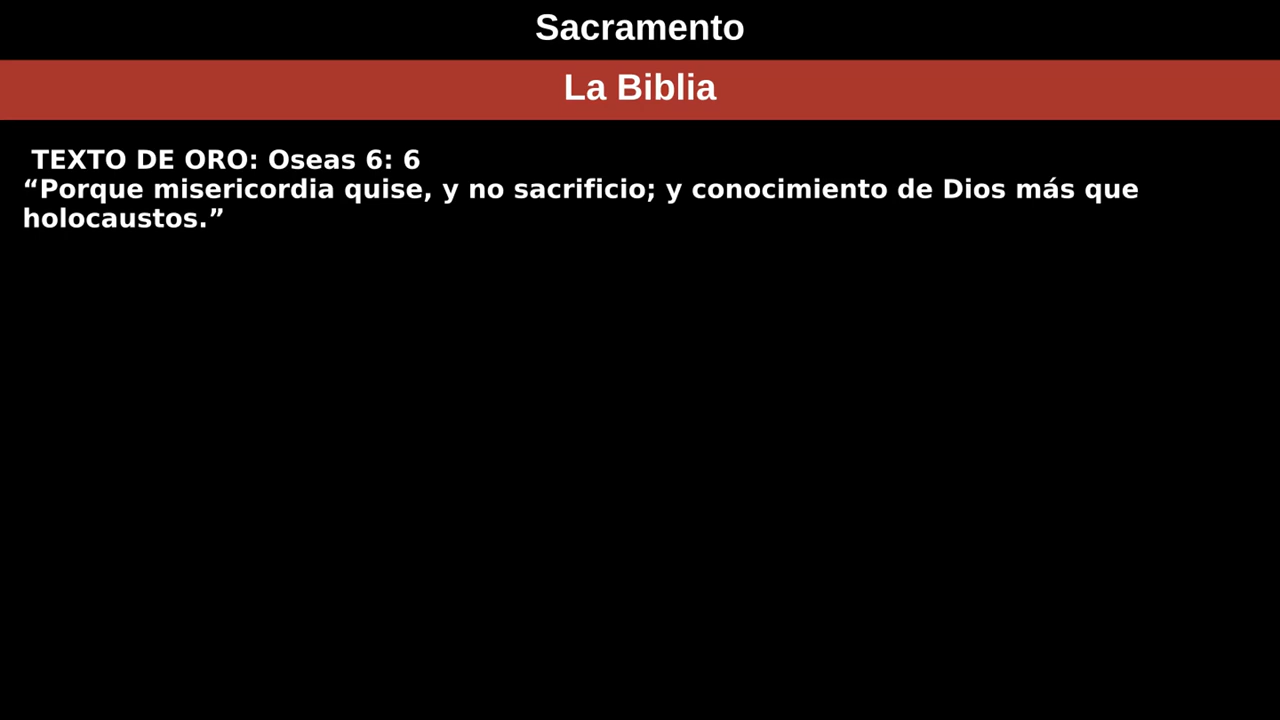 Sacramento
La Biblia
TEXTO DE ORO: Oseas 6: 6
“Porque misericordia quise, y no sacrificio; y conocimiento de Dios más que
holocaustos.”